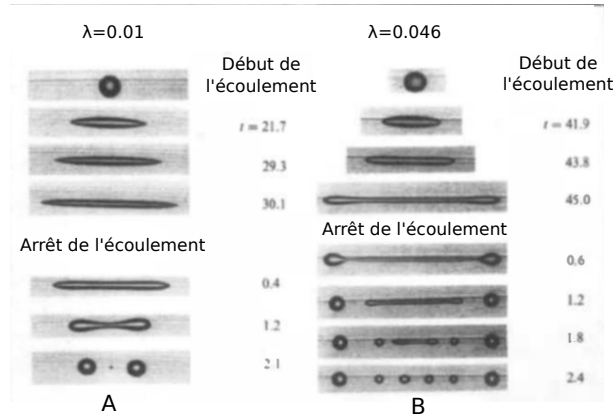 λ=0.01
Début de
l'écoulement
t = 21.7
29.3
30.1
Arrêt de l'écoulement
0.4
1.2
2.1
A
λ=0.046
Début de
l'écoulement
t = 41.9
43.8
45.0
Arrêt de l'écoulement
0.6
1.2
1.8
2.4
B